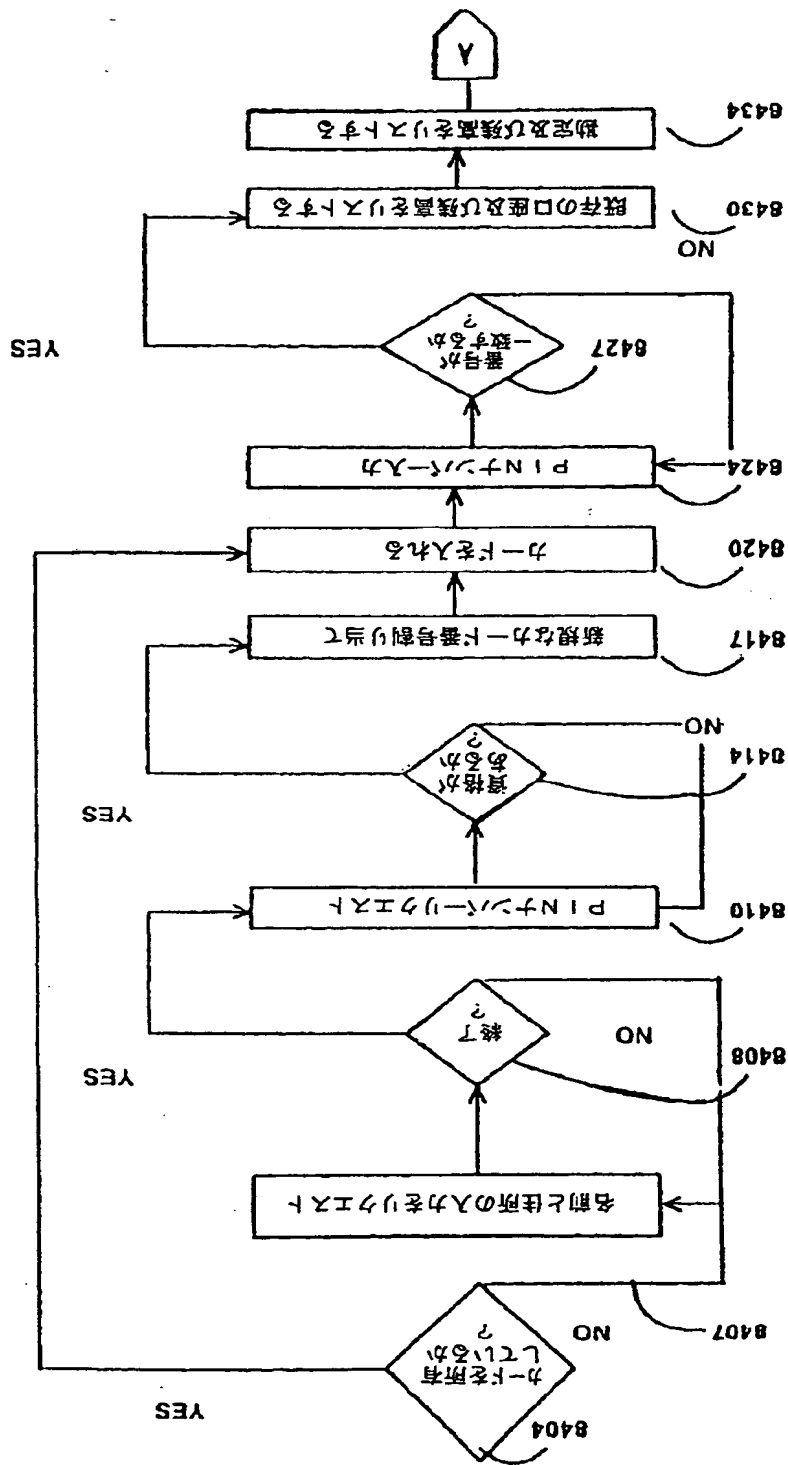 8404
YES
カードを所有
しているか
?
NO
8407
名前と住所の入力をリクエスト
8408
NO
終了
?
YES
8410
PINナンバーリクエスト
YES
8414
資格が
あるか
?
NO
8417
新規なカード番号割り当て
8420
カードを入れる
8424
PINナンバー入力
8427
番号が
一致するか
?
YES
NO
8430
既存の口座及び残高をリストする
8434
勘定及び残高をリストする
A